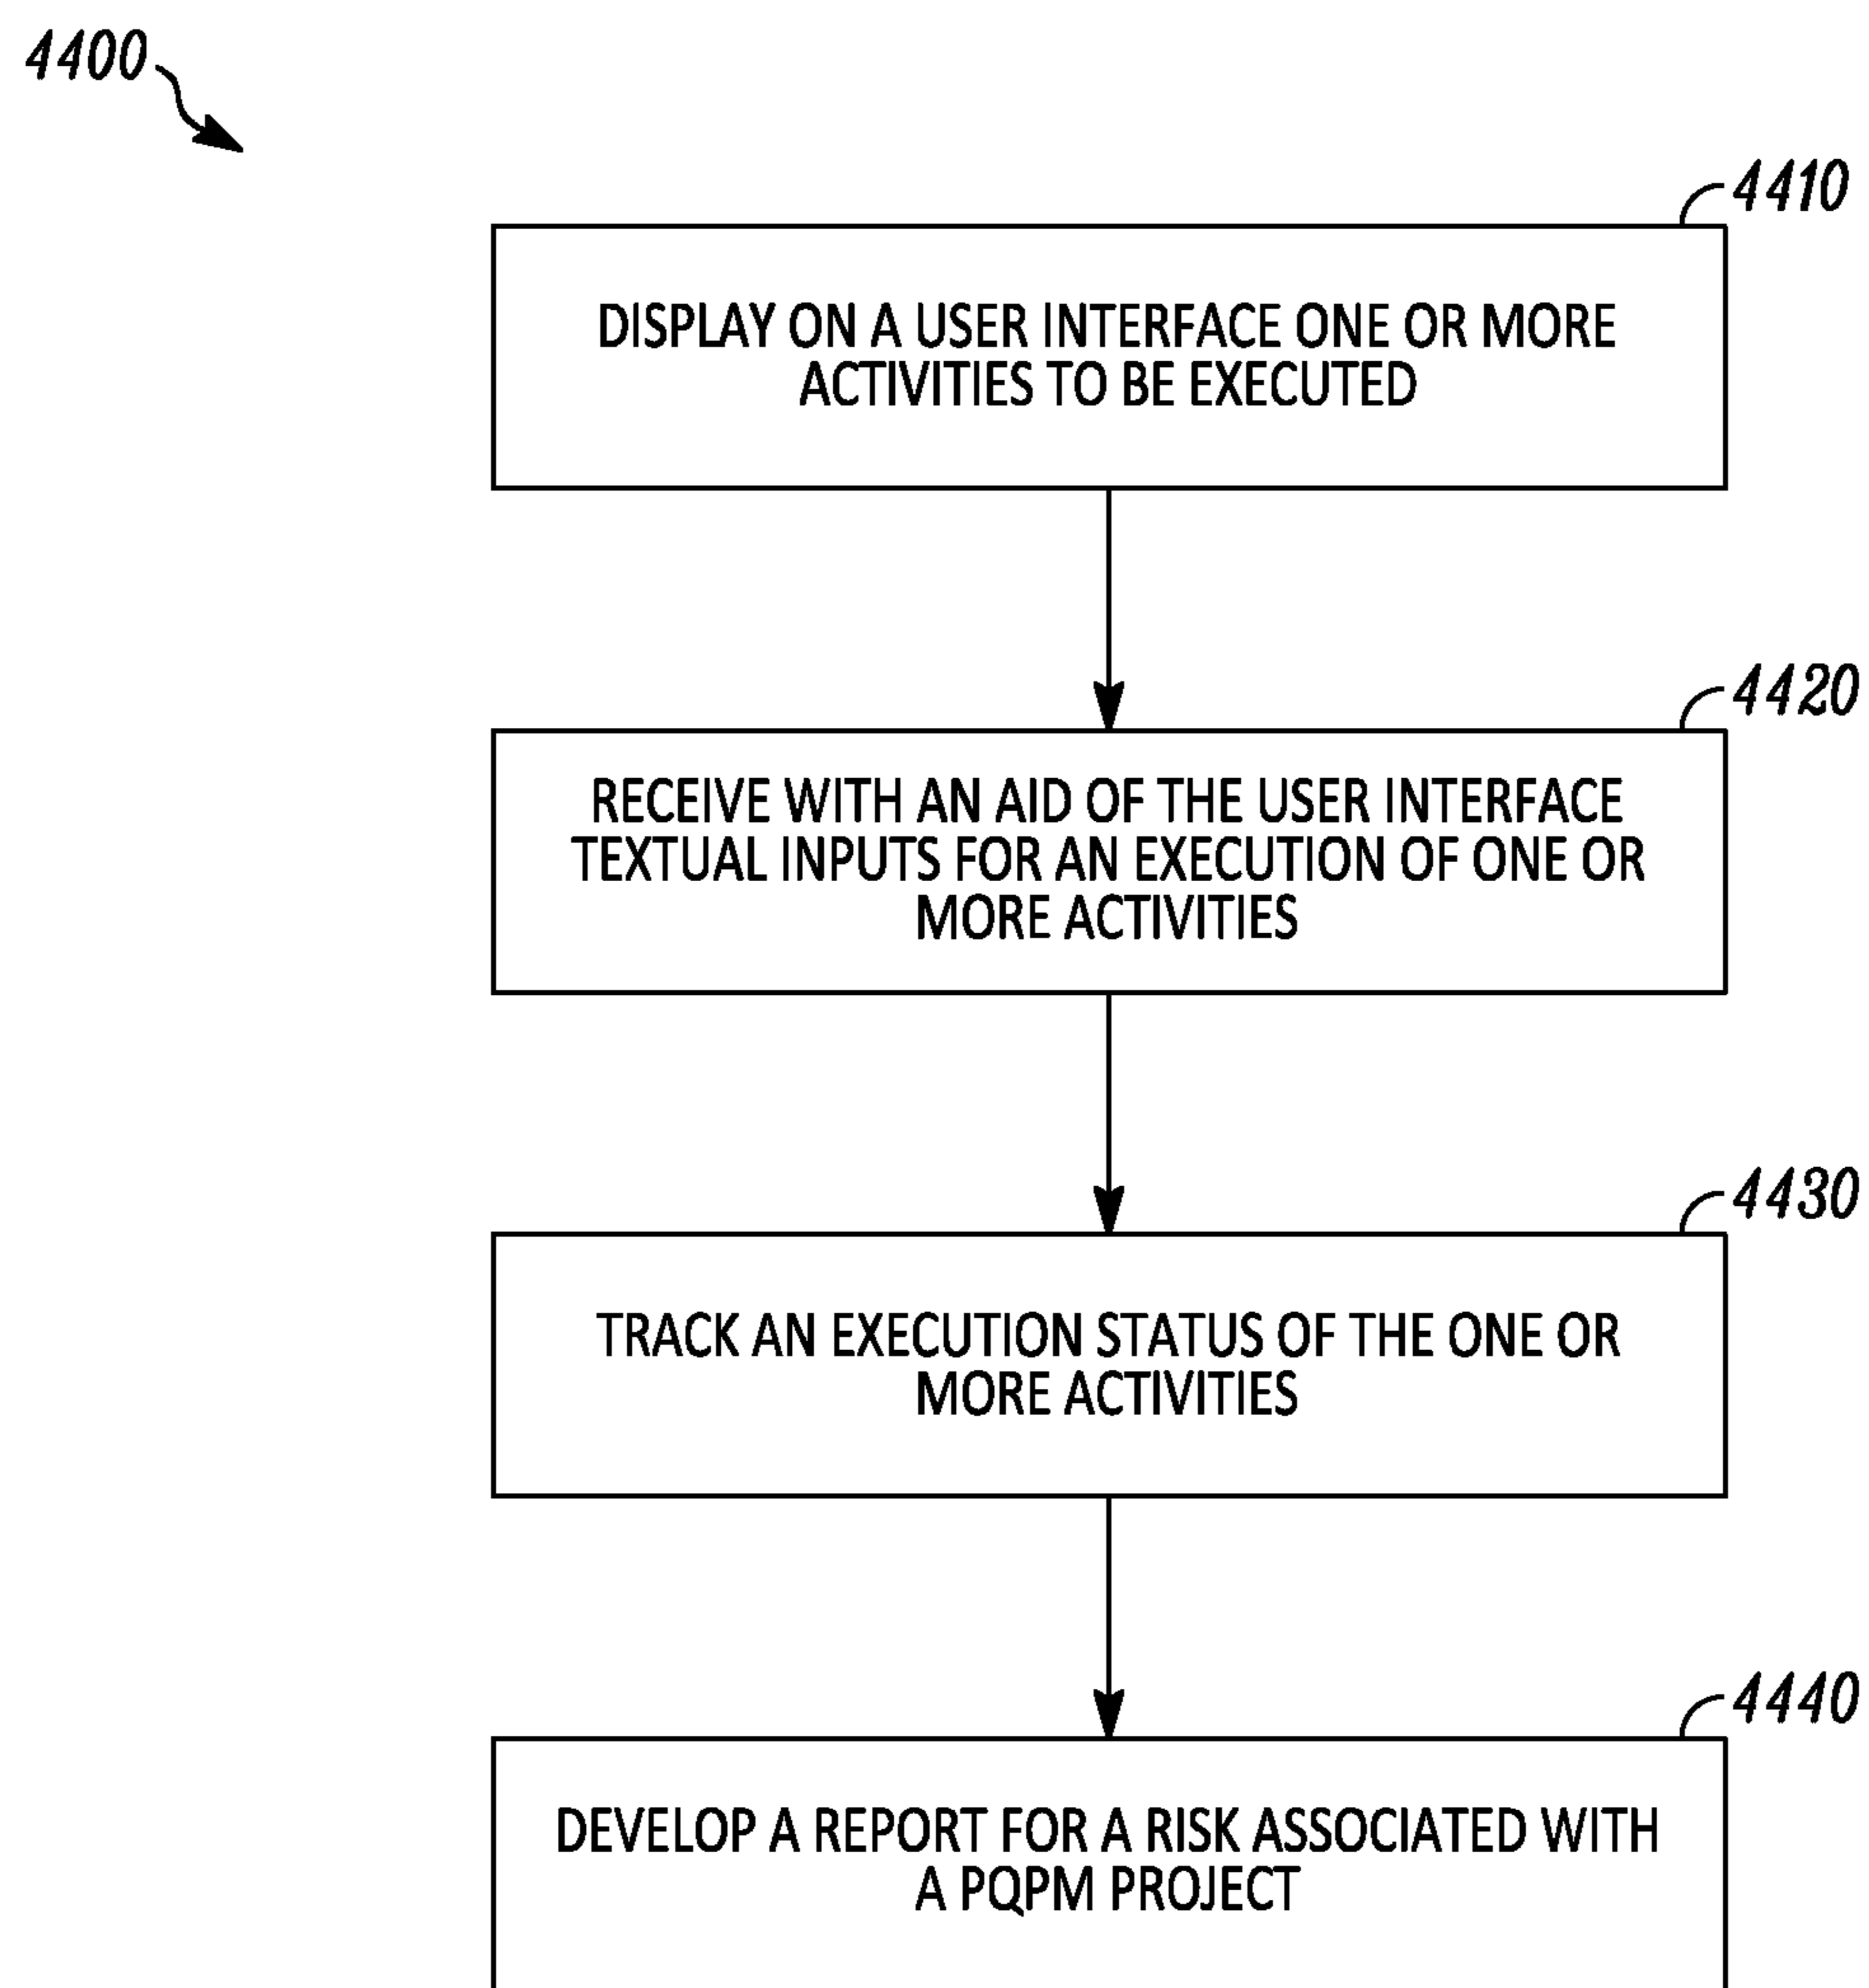 4400
4410
DISPLAY ON A USER INTERFACE ONE OR MORE
ACTIVITIES TO BE EXECUTED
4420
RECEIVE WITH AN AID OF THE USER INTERFACE
TEXTUAL INPUTS FOR AN EXECUTION OF ONE OR
MORE ACTIVITIES
4430
TRACK AN EXECUTION STATUS OF THE ONE OR
MORE ACTIVITIES
4440
DEVELOP A REPORT FOR A RISK ASSOCIATED WITH
A PQPM PROJECT